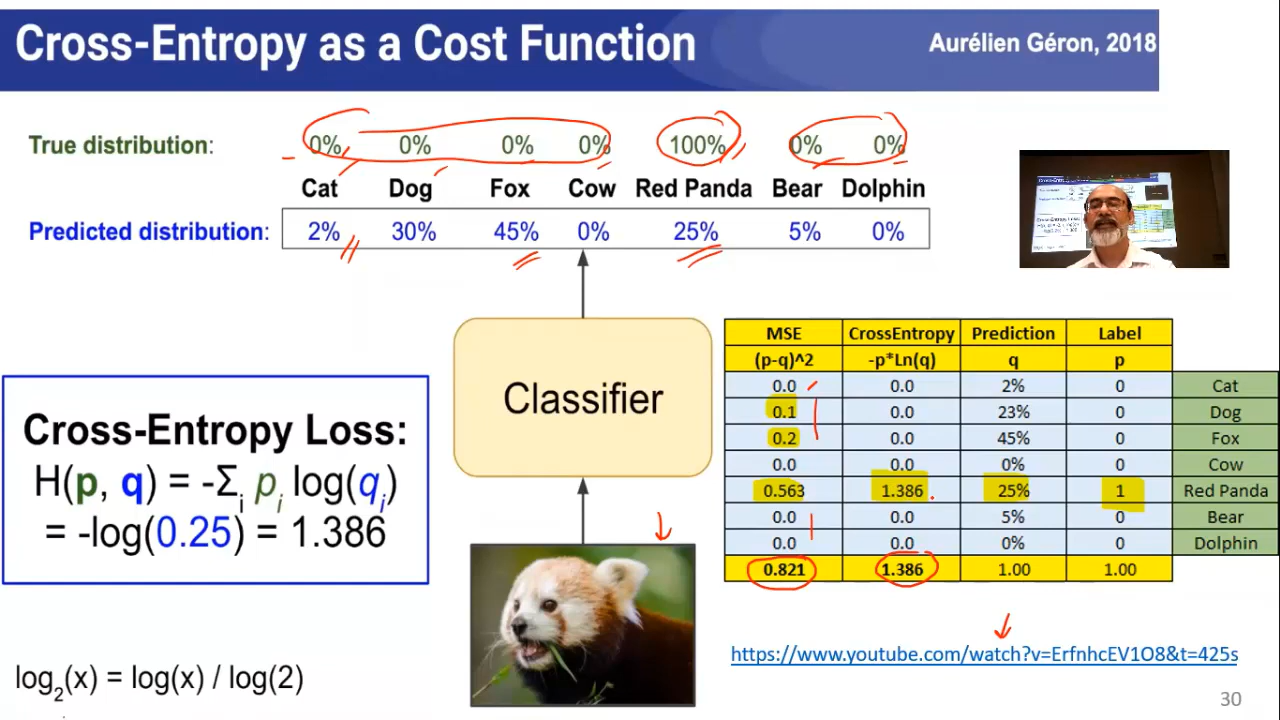 Cross-Entropy as a Cost Function
Aurélien Géron, 2018
True distribution: 0% 0% 0% 0% 100% 0% 0%
Cat Dog Fox Cow Red Panda Bear Dolphin
Predicted distribution: 2% 30% 45% 0% 25% 5% 0%
Classifier
Cross-Entropy Loss:
H(p, q) = -Σi pi log(qi)
= -log(0.25) = 1.386
log2(x) = log(x) / log(2)
MSE CrossEntropy Prediction Label
(p-q)^2 -p*Ln(q) q p
0.0 0.0 2% 0 Cat
0.1 0.0 23% 0 Dog
0.2 0.0 45% 0 Fox
0.0 0.0 0% 0 Cow
0.563 1.386 25% 1 Red Panda
0.0 0.0 5% 0 Bear
0.0 0.0 0% 0 Dolphin
0.821 1.386 1.00 1.00
https://www.youtube.com/watch?v=ErfnhcEV1O8&t=425s
30